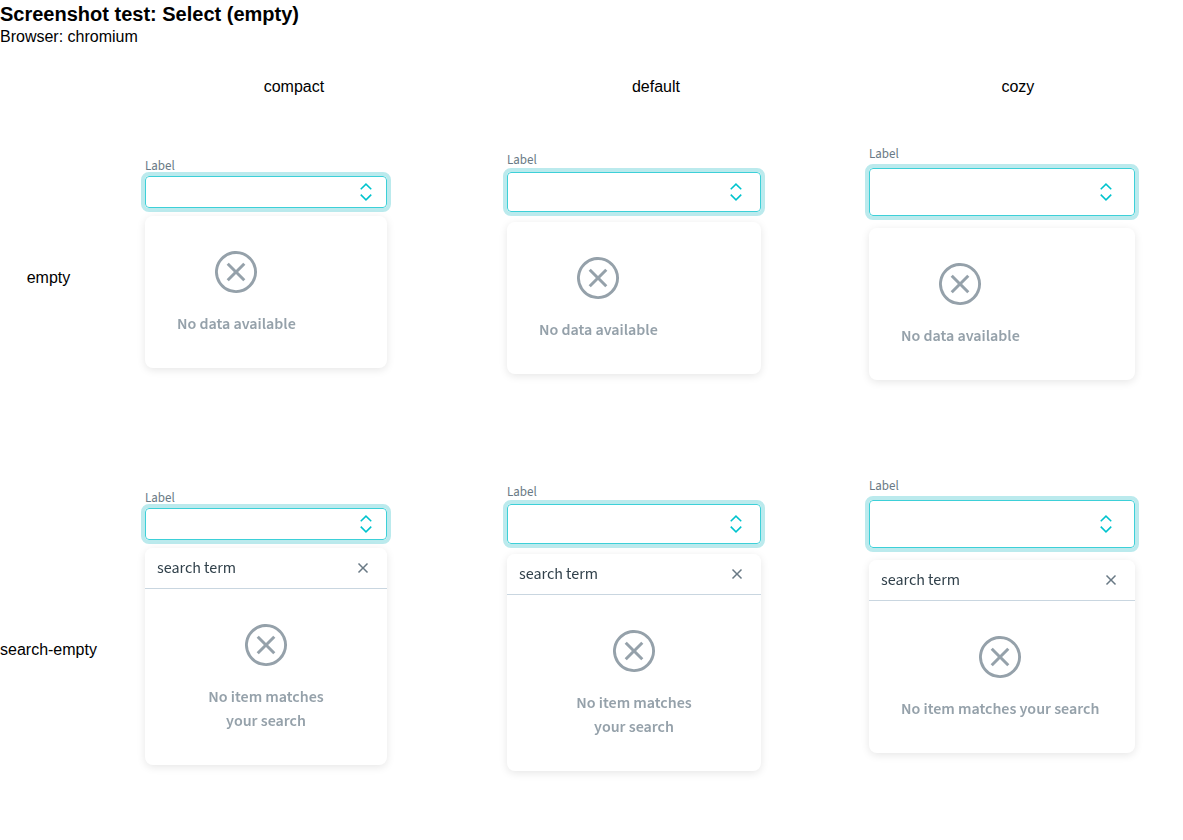 Screenshot test: Select (empty)
Browser: chromium
compact
default
cozy
Label
Label
Label
empty
No data available
No data available
No data available
Label
Label
Label
search term
search term
search term
search-empty
No item matches
your search
No item matches
your search
No item matches your search